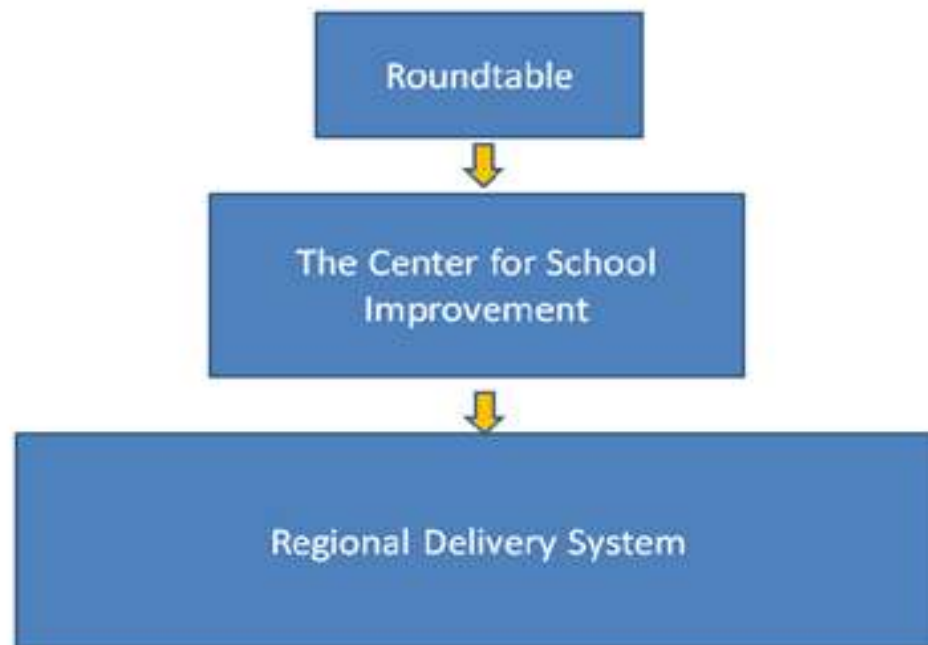 Roundtable
The Center for School
Improvement
Regional Delivery System